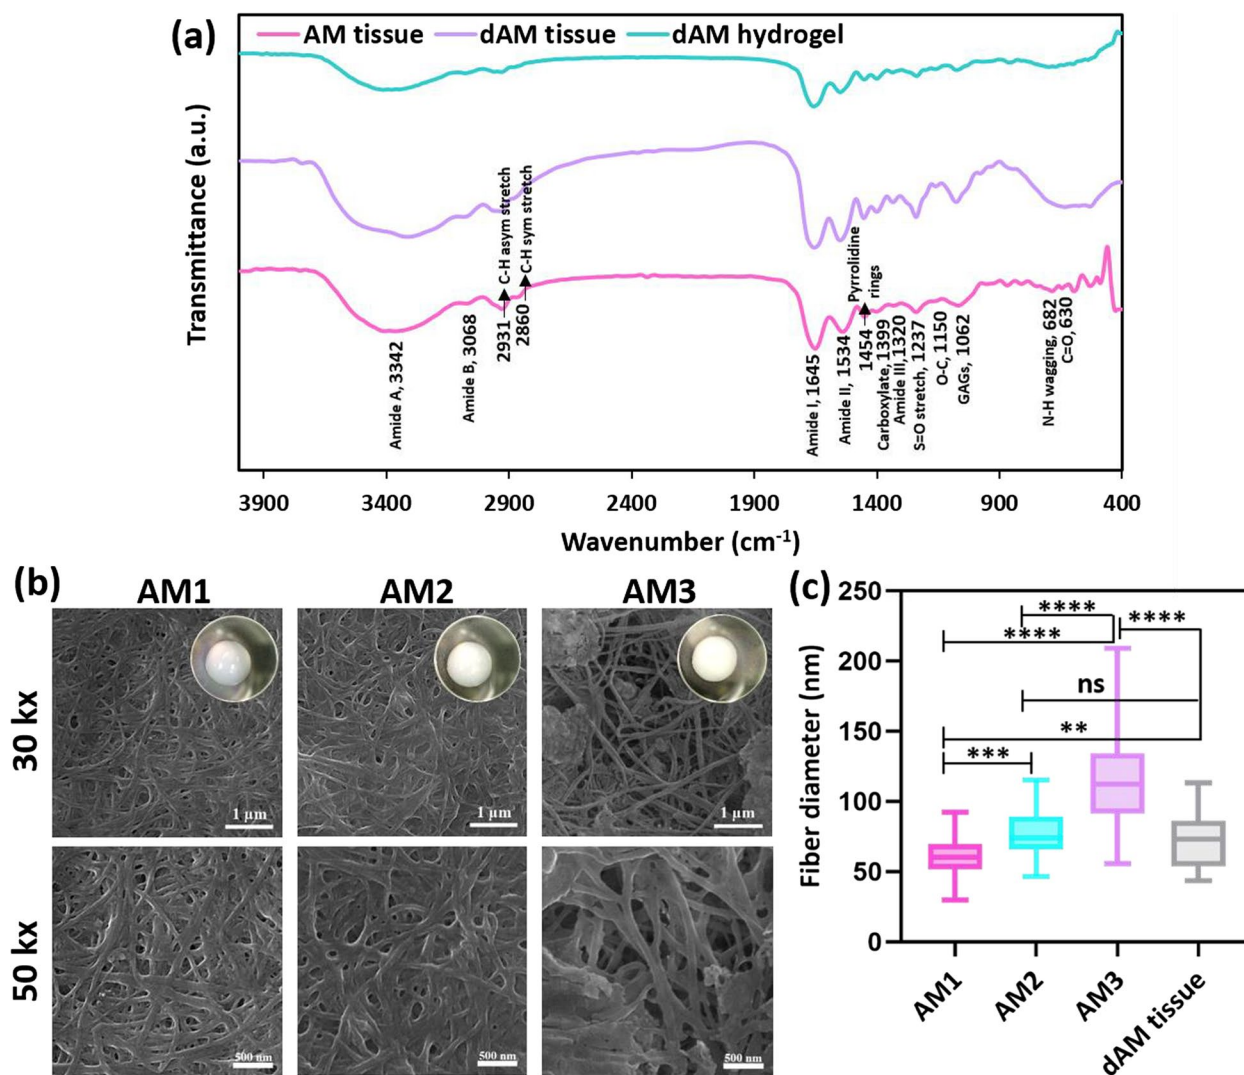 (a)
AM tissue dAM tissue dAM hydrogel
Transmittance (a.u.)
C-H asym stretch
C-H sym stretch
2931
2860
Amide A, 3342
Amide B, 3068
Pyrrolidine
rings
Amide I, 1645
Amide II, 1534
1454
Carboxylate, 1399
Amide III,1320
S=O stretch, 1237
O-C, 1150
GAGs, 1062
N-H wagging, 682
C=O, 630
3900 3400 2900 2400 1900 1400 900 400
Wavenumber (cm-1)
(b)
AM1 AM2 AM3
30 kx
1 µm 1 µm 1 µm
50 kx
500 nm 500 nm 500 nm
(c)
Fiber diameter (nm)
250
200
150
100
50
0
****
****
****
ns
**
***
AM1
AM2
AM3
dAM tissue